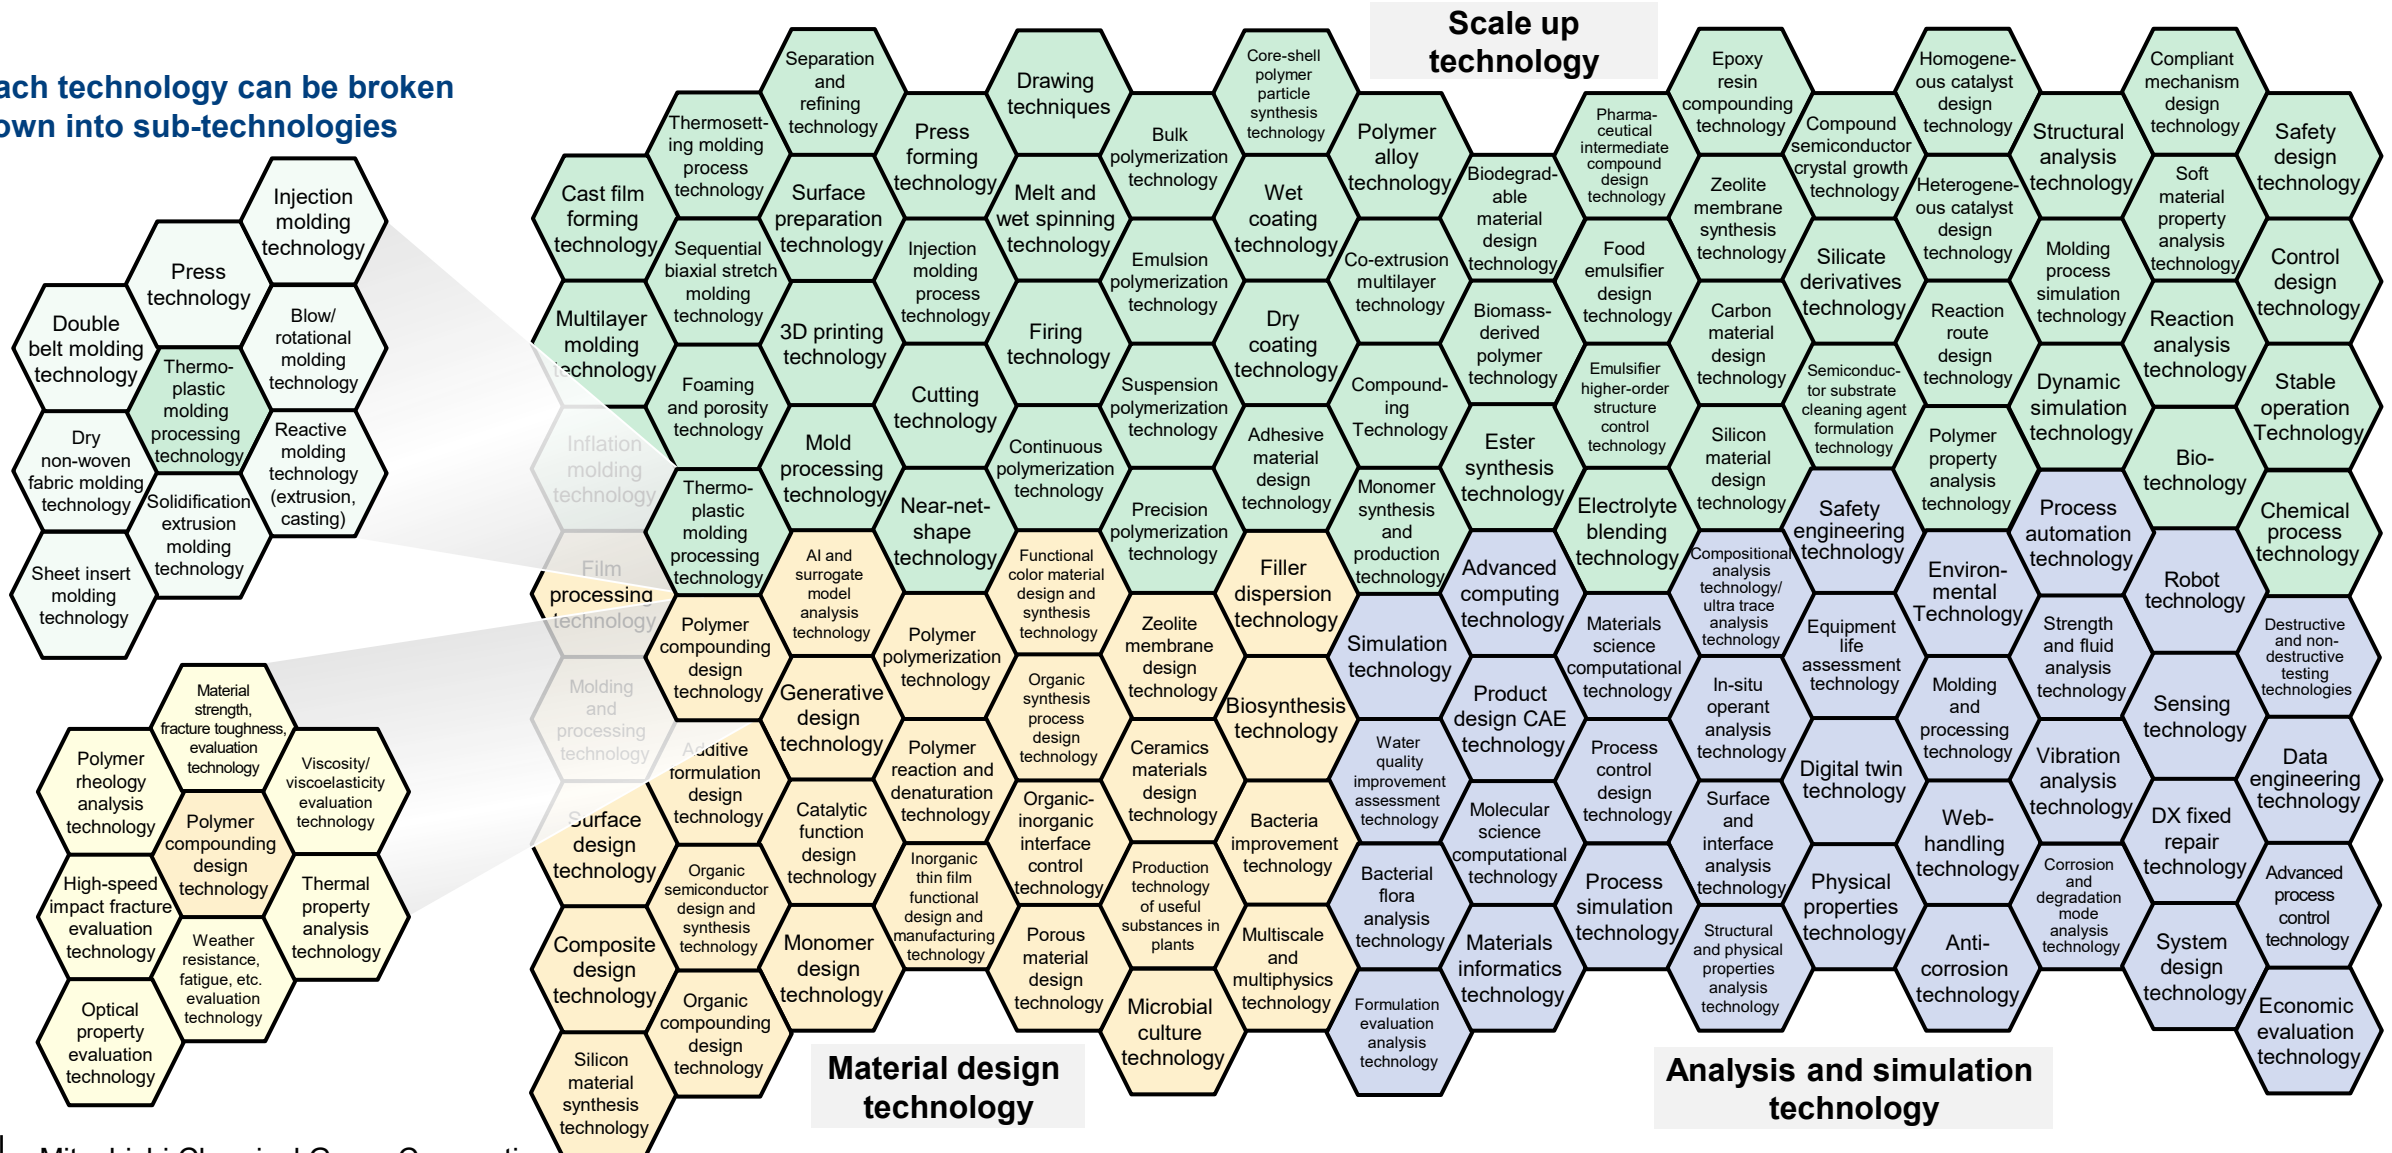 ach technology can be broken
own into sub-technologies
Injection
molding
technology
Press
technology
Double
belt molding
technology
Blow/
rotational
molding
technology
Thermo-
plastic
molding
processing
technology
Dry
non-woven
fabric molding
technology
Reactive
molding
technology
(extrusion,
casting)
Solidification
extrusion
molding
technology
Sheet insert
molding
technology
Material
strength,
fracture toughness,
evaluation
technology
Polymer
rheology
analysis
technology
Viscosity/
viscoelasticity
evaluation
technology
Polymer
compounding
design
technology
High-speed
impact fracture
evaluation
technology
Thermal
property
analysis
technology
Weather
resistance,
fatigue, etc.
evaluation
technology
Optical
property
evaluation
technology
Scale up
technology
Cast film
forming
technology
Multilayer
molding
technology
Inflation
molding
technology
Film
processing
technology
Molding
and
processing
technology
Surface
design
technology
Composite
design
technology
Silicon
material
synthesis
technology
Thermosett-
ing molding
process
technology
Sequential
biaxial stretch
molding
technology
Foaming
and porosity
technology
Thermo-
plastic
molding
processing
technology
Polymer
compounding
design
technology
Additive
formulation
design
technology
Organic
semiconductor
design and
synthesis
technology
Organic
compounding
design
technology
Separation
and
refining
technology
Surface
preparation
technology
3D printing
technology
Mold
processing
technology
AI and
surrogate
model
analysis
technology
Generative
design
technology
Catalytic
function
design
technology
Monomer
design
technology
Press
forming
technology
Injection
molding
process
technology
Cutting
technology
Near-net-
shape
technology
Polymer
polymerization
technology
Polymer
reaction and
denaturation
technology
Inorganic
thin film
functional
design and
manufacturing
technology
Drawing
techniques
Melt and
wet spinning
technology
Firing
technology
Continuous
polymerization
technology
Functional
color material
design and
synthesis
technology
Organic
synthesis
process
design
technology
Organic-
inorganic
interface
control
technology
Porous
material
design
technology
Bulk
polymerization
technology
Emulsion
polymerization
technology
Suspension
polymerization
technology
Precision
polymerization
technology
Zeolite
membrane
design
technology
Ceramics
materials
design
technology
Production
technology
of useful
substances in
plants
Microbial
culture
technology
Core-shell
polymer
particle
synthesis
technology
Wet
coating
technology
Dry
coating
technology
Adhesive
material
design
technology
Filler
dispersion
technology
Biosynthesis
technology
Bacteria
improvement
technology
Multiscale
and
multiphysics
technology
Polymer
alloy
technology
Co-extrusion
multilayer
technology
Compound-
ing
Technology
Monomer
synthesis
and
production
technology
Simulation
technology
Water
quality
improvement
assessment
technology
Bacterial
flora
analysis
technology
Formulation
evaluation
analysis
technology
Biodegrad-
able
material
design
technology
Biomass-
derived
polymer
technology
Ester
synthesis
technology
Advanced
computing
technology
Product
design CAE
technology
Molecular
science
computational
technology
Materials
informatics
technology
Pharma-
ceutical
intermediate
compound
design
technology
Food
emulsifier
design
technology
Emulsifier
higher-order
structure
control
technology
Electrolyte
blending
technology
Materials
science
computational
technology
Process
control
design
technology
Process
simulation
technology
Epoxy
resin
compounding
technology
Zeolite
membrane
synthesis
technology
Carbon
material
design
technology
Silicon
material
design
technology
Compositional
analysis
technology/
ultra trace
analysis
technology
In-situ
operant
analysis
technology
Surface
and
interface
analysis
technology
Structural
and physical
properties
analysis
technology
Compound
semiconductor
crystal growth
technology
Silicate
derivatives
technology
Semiconduc-
tor substrate
cleaning agent
formulation
technology
Safety
engineering
technology
Equipment
life
assessment
technology
Digital twin
technology
Physical
properties
technology
Homogene-
ous catalyst
design
technology
Heterogene-
ous catalyst
design
technology
Reaction
route
design
technology
Polymer
property
analysis
technology
Environ-
mental
Technology
Molding
and
processing
technology
Web-
handling
technology
Anti-
corrosion
technology
Structural
analysis
technology
Molding
process
simulation
technology
Dynamic
simulation
technology
Process
automation
technology
Strength
and fluid
analysis
technology
Vibration
analysis
technology
Corrosion
and
degradation
mode
analysis
technology
Compliant
mechanism
design
technology
Soft
material
property
analysis
technology
Reaction
analysis
technology
Bio-
technology
Robot
technology
Sensing
technology
DX fixed
repair
technology
System
design
technology
Safety
design
technology
Control
design
technology
Stable
operation
Technology
Chemical
process
technology
Destructive
and non-
destructive
testing
technologies
Data
engineering
technology
Advanced
process
control
technology
Economic
evaluation
technology
Material design
technology
Analysis and simulation
technology